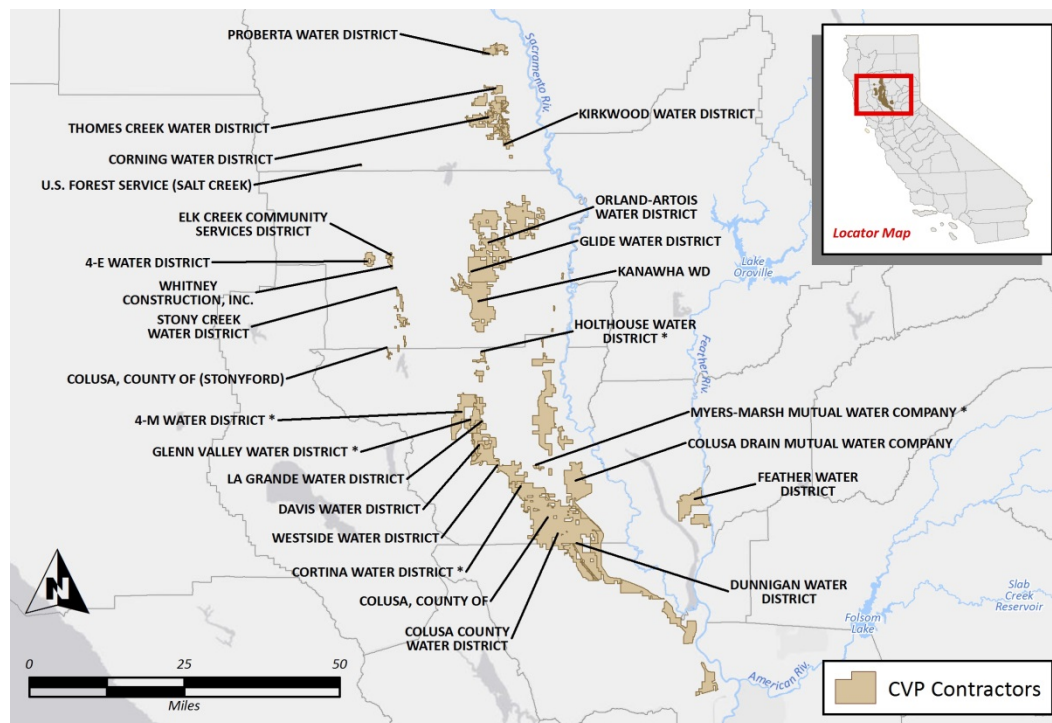 PROBERTA WATER DISTRICT
Sacramento Riv.
THOMES CREEK WATER DISTRICT
KIRKWOOD WATER DISTRICT
CORNING WATER DISTRICT
U.S. FOREST SERVICE (SALT CREEK)
Locator Map
ELK CREEK COMMUNITY
SERVICES DISTRICT
ORLAND-ARTOIS
WATER DISTRICT
4-E WATER DISTRICT
GLIDE WATER DISTRICT
WHITNEY
CONSTRUCTION, INC.
KANAWHA WD
Lake
Oroville
STONY CREEK
WATER DISTRICT
HOLTHOUSE WATER
DISTRICT *
Feather Riv.
COLUSA, COUNTY OF (STONYFORD)
4-M WATER DISTRICT *
MYERS-MARSH MUTUAL WATER COMPANY *
GLENN VALLEY WATER DISTRICT *
COLUSA DRAIN MUTUAL WATER COMPANY
LA GRANDE WATER DISTRICT
FEATHER WATER
DISTRICT
DAVIS WATER DISTRICT
WESTSIDE WATER DISTRICT
CORTINA WATER DISTRICT *
DUNNIGAN WATER
DISTRICT
COLUSA, COUNTY OF
COLUSA COUNTY
WATER DISTRICT
Slab
Creek
Reservoir
Folsom
Lake
American Riv.
N
0 25 50
Miles
CVP Contractors